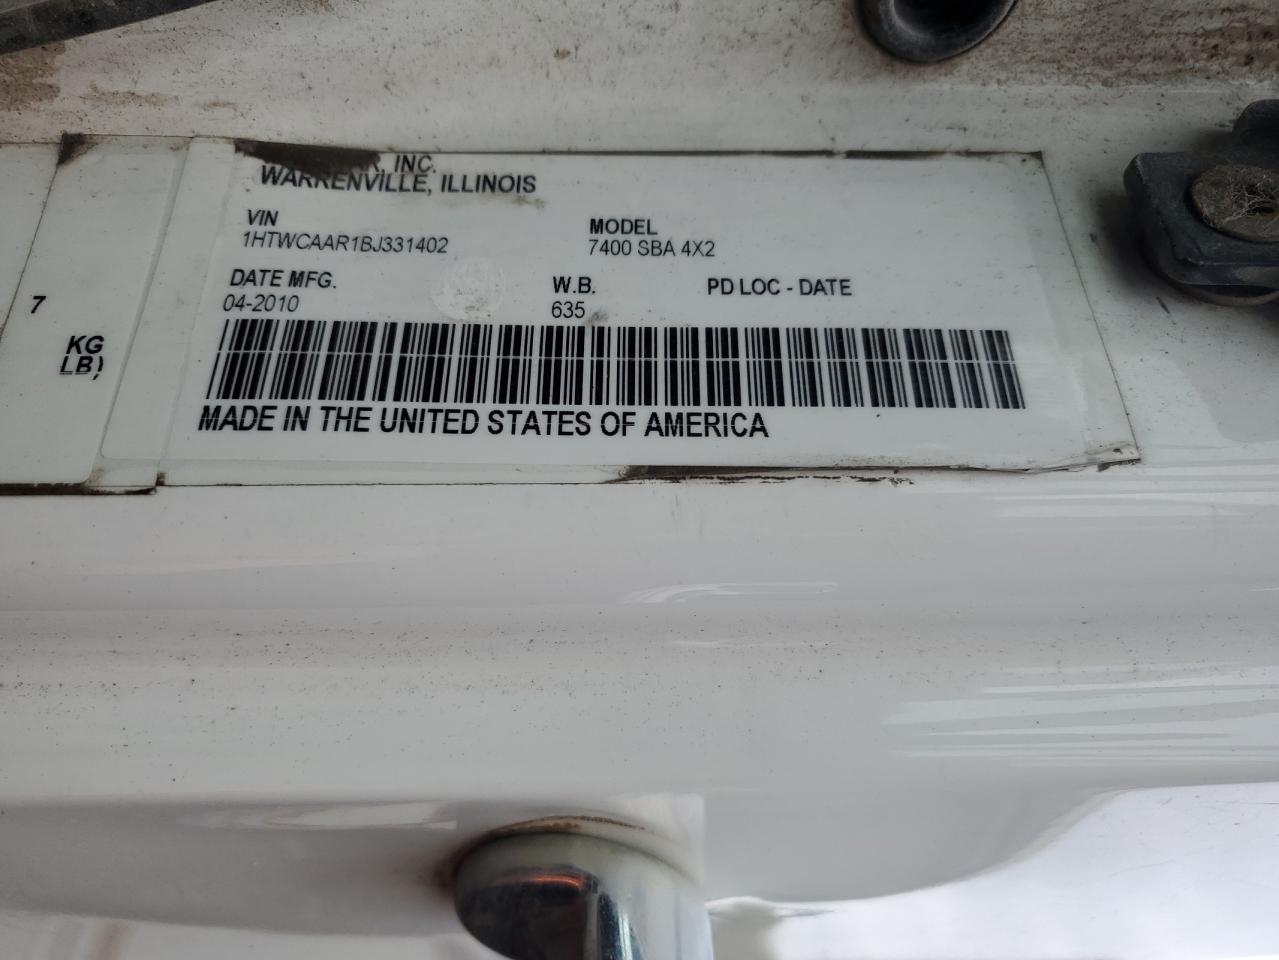 INC.
WARRENVILLE, ILLINOIS
VIN
1HTWCAAR1BJ331402
MODEL
7400 SBA 4X2
DATE MFG.
04-2010
W.B.
635
PD LOC - DATE
MADE IN THE UNITED STATES OF AMERICA
7
KG
LB)